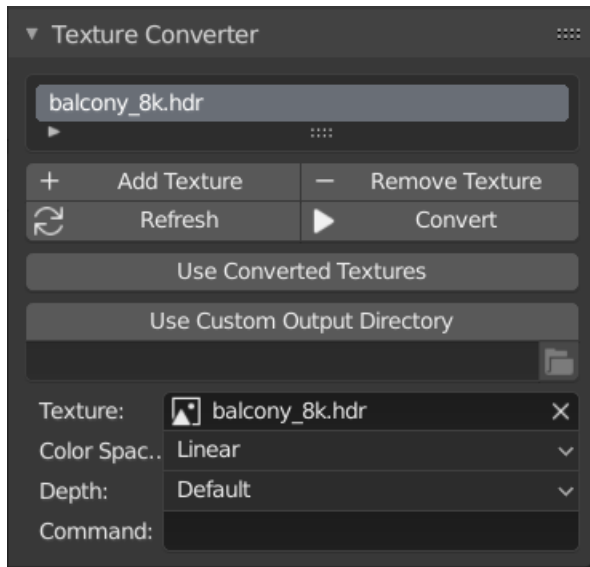 Texture Converter
balcony_8k.hdr
Add Texture
Remove Texture
Refresh
Convert
Use Converted Textures
Use Custom Output Directory
Texture: balcony_8k.hdr
Color Spac.. Linear
Depth: Default
Command: